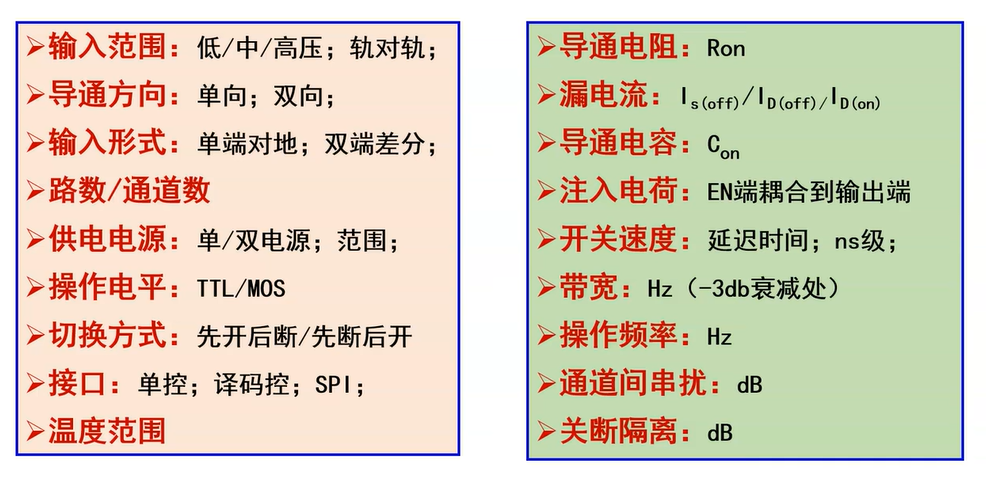 ➢输入范围：低/中/高压；轨对轨；
➢导通方向：单向；双向；
➢输入形式：单端对地；双端差分；
➢路数/通道数
➢供电电源：单/双电源；范围；
➢操作电平：TTL/MOS
➢切换方式：先开后断/先断后开
➢接口：单控；译码控；SPI；
➢温度范围
➢导通电阻：Ron
➢漏电流：Is(off)/ID(off)/ID(on)
➢导通电容：Con
➢注入电荷：EN端耦合到输出端
➢开关速度：延迟时间；ns级；
➢带宽：Hz（-3db衰减处）
➢操作频率：Hz
➢通道间串扰：dB
➢关断隔离：dB